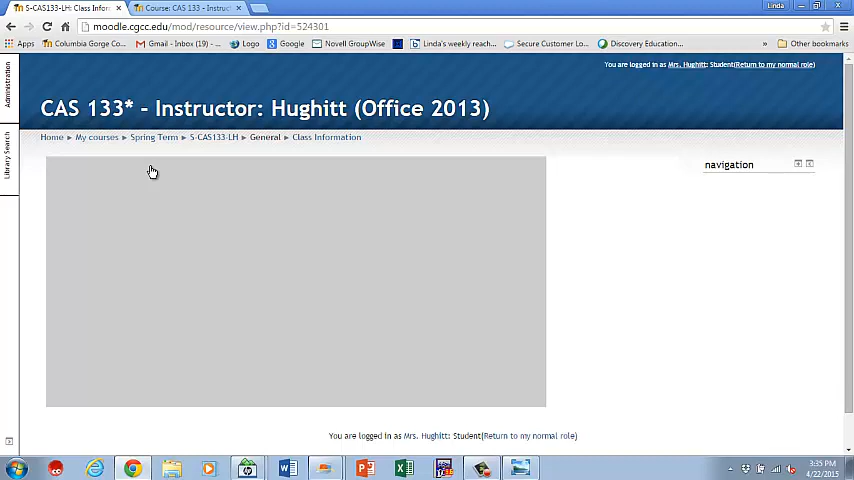 S-CAS133-LH: Class Inform
Course: CAS 133 - Instruct
Linda
moodle.cgcc.edu/mod/resource/view.php?id=524301
Apps
Columbia Gorge Co...
Gmail - Inbox (19) - ...
Logo
Google
Novell GroupWise
Linda's weekly reach...
Secure Customer Lo...
Discovery Education...
»
Other bookmarks
Administration
Library Search
You are logged in as Mrs. Hughitt: Student(Return to my normal role)
CAS 133* - Instructor: Hughitt (Office 2013)
Home ► My courses ► Spring Term ► S-CAS133-LH ► General ► Class Information
navigation
You are logged in as Mrs. Hughitt: Student(Return to my normal role)
3:35 PM
4/22/2015